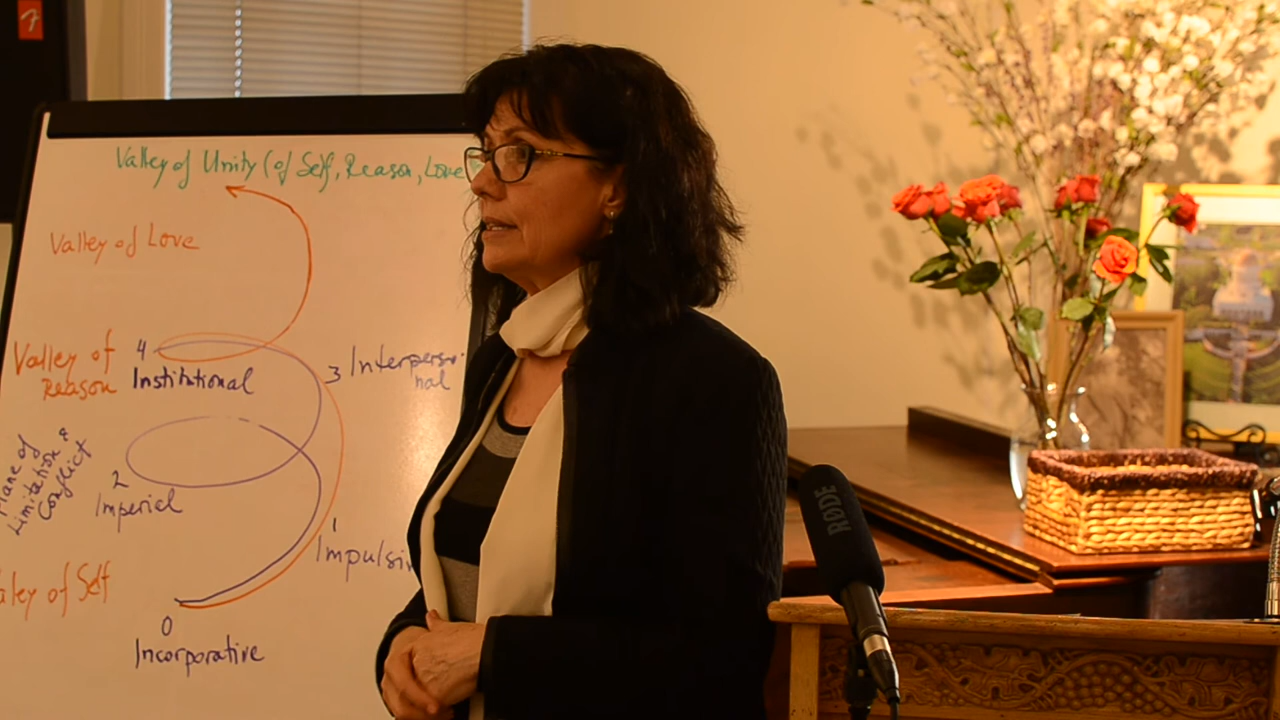 Valley of Unity (of Self, Reason, Love
Valley of Love
Valley of
Reason
4
Institutional
3 Interperso-
nal
Plane of
Limitation &
Conflict
2
Imperial
1
Impulsi
alley of Self
0
Incorporative
RØDE